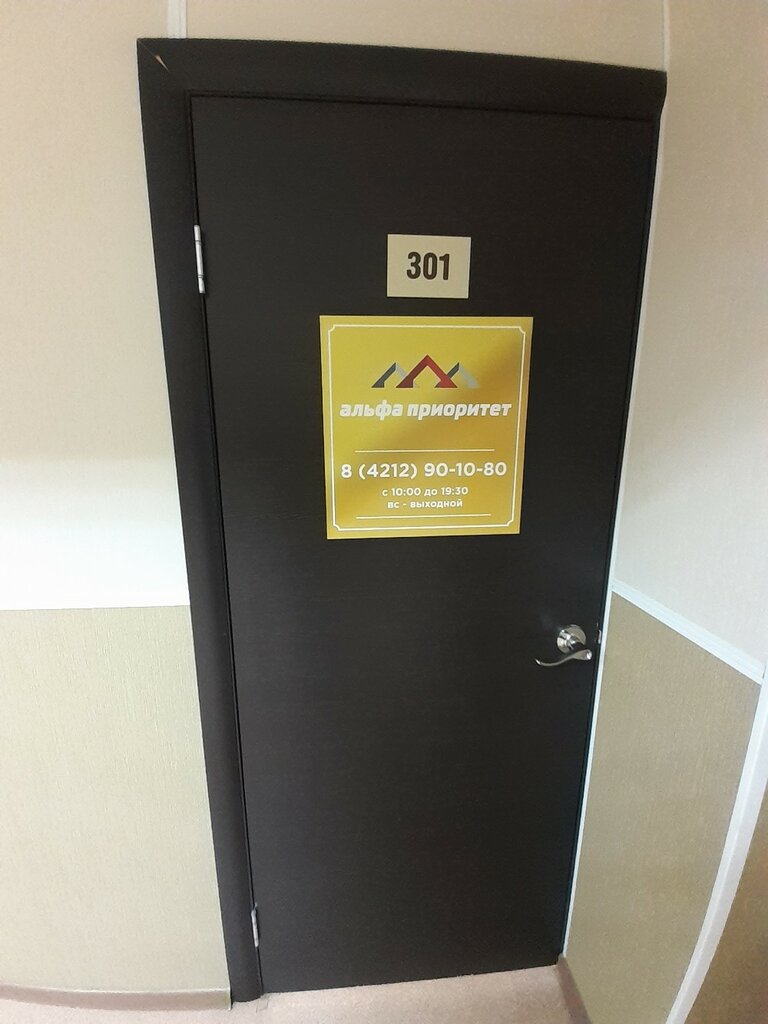 301
альфа приоритет
8 (4212) 90-10-80
с 10:00 до 19:30
вс - выходной